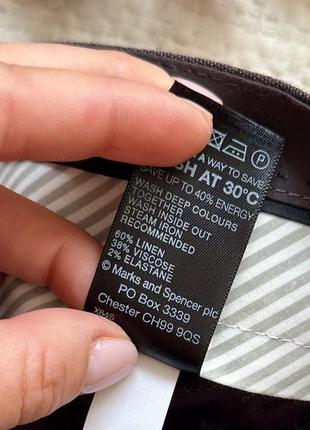 P
A WAY TO SAVE
SH AT 30°C
SAVE UP TO 40% ENERGY
WASH DEEP COLOURS
TOGETHER
WASH INSIDE OUT
STEAM IRON
RECOMMENDED
60% LINEN
38% VISCOSE
2% ELASTANE
© Marks and Spencer plc
PO Box 3339
Chester CH99 9QS
X64S